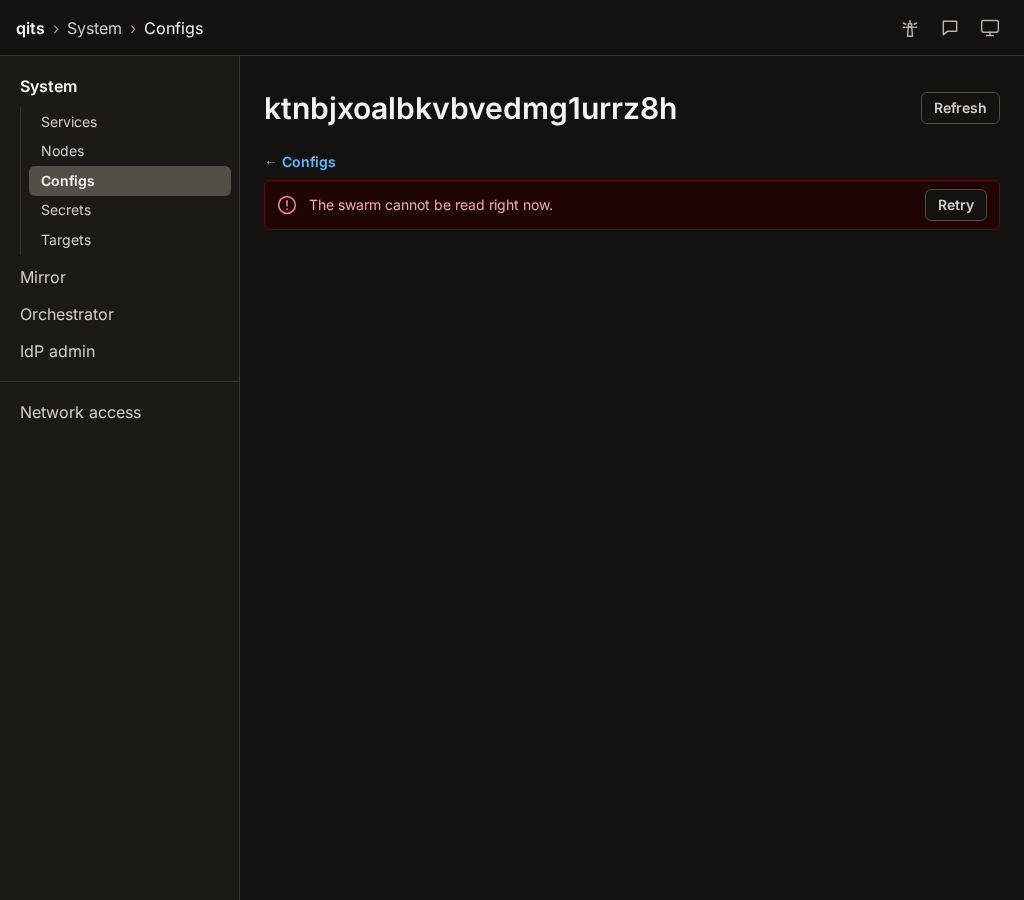 qits › System › Configs
System
Services
Nodes
Configs
Secrets
Targets
Mirror
Orchestrator
IdP admin
Network access
ktnbjxoalbkvbvedmg1urrz8h
Refresh
← Configs
The swarm cannot be read right now.
Retry